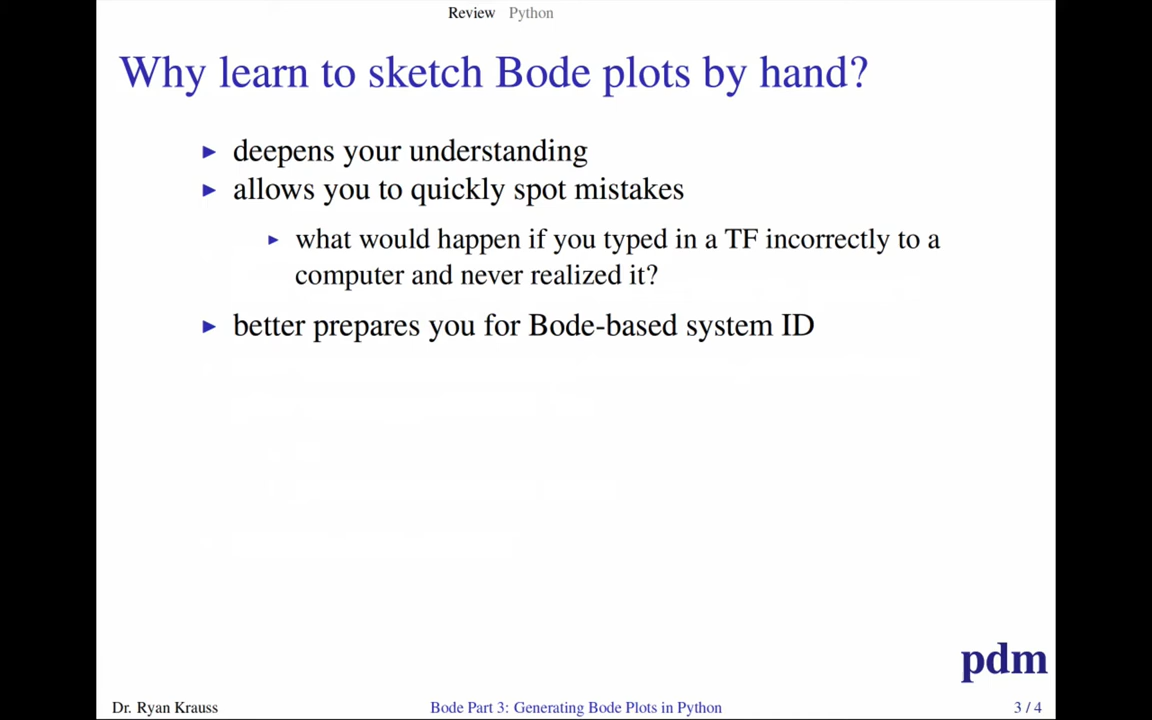 Review Python
Why learn to sketch Bode plots by hand?
deepens your understanding
allows you to quickly spot mistakes
what would happen if you typed in a TF incorrectly to a
computer and never realized it?
better prepares you for Bode-based system ID
pdm
Dr. Ryan Krauss Bode Part 3: Generating Bode Plots in Python 3 / 4